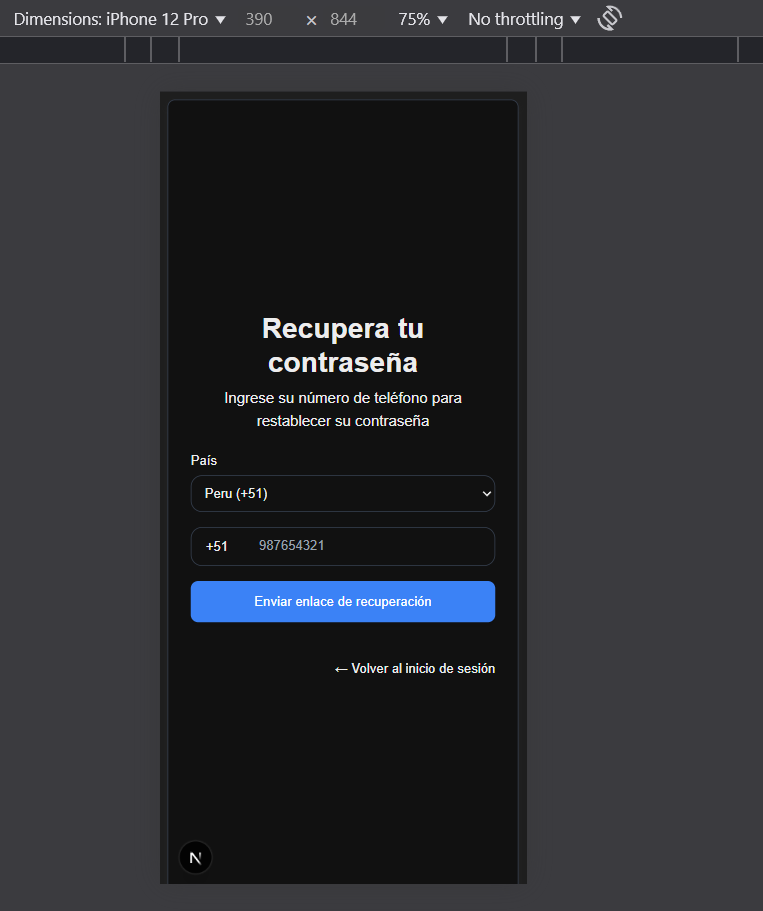 Dimensions: iPhone 12 Pro ▼ 390 × 844 75% ▼ No throttling ▼
Recupera tu
contraseña
Ingrese su número de teléfono para
restablecer su contraseña
País
Peru (+51)
+51 987654321
Enviar enlace de recuperación
← Volver al inicio de sesión
N